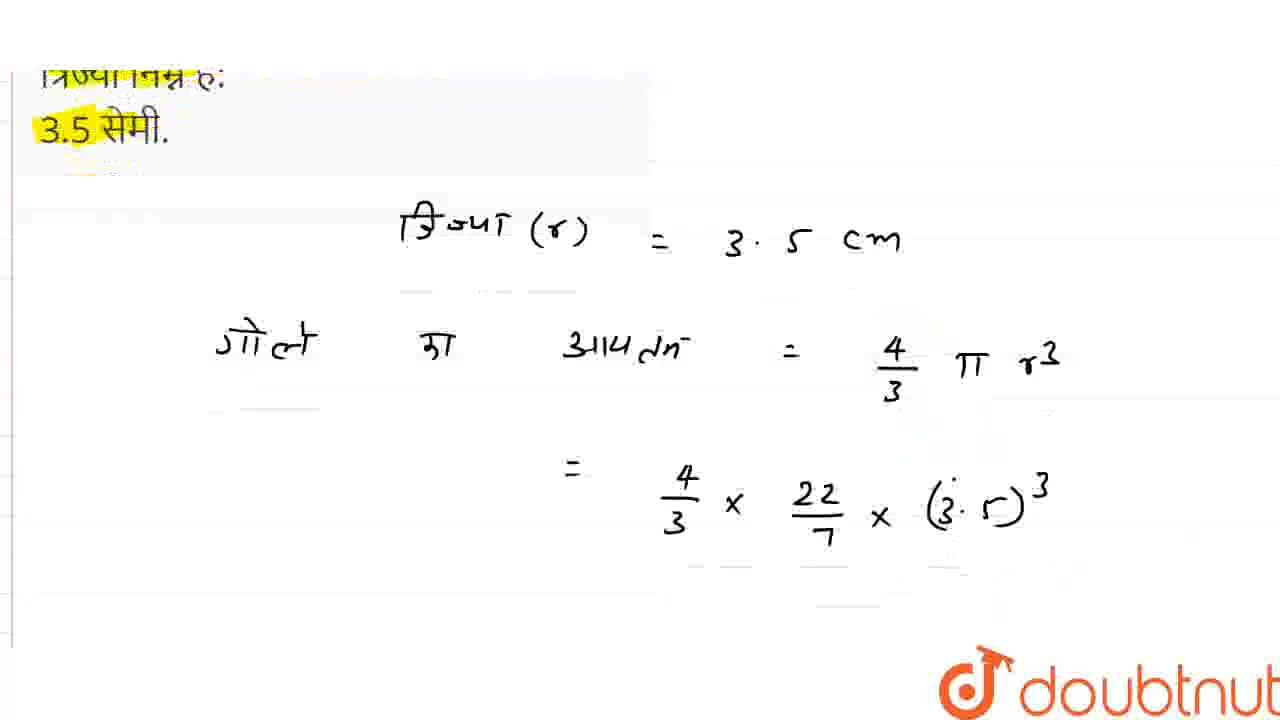 त्रिज्या निम्न है:
3.5 सेमी.
त्रिज्या (r) = 3.5 cm
गोले का आयतन = 4/3 π r³
= 4/3 × 22/7 × (3.5)³
doubtnut